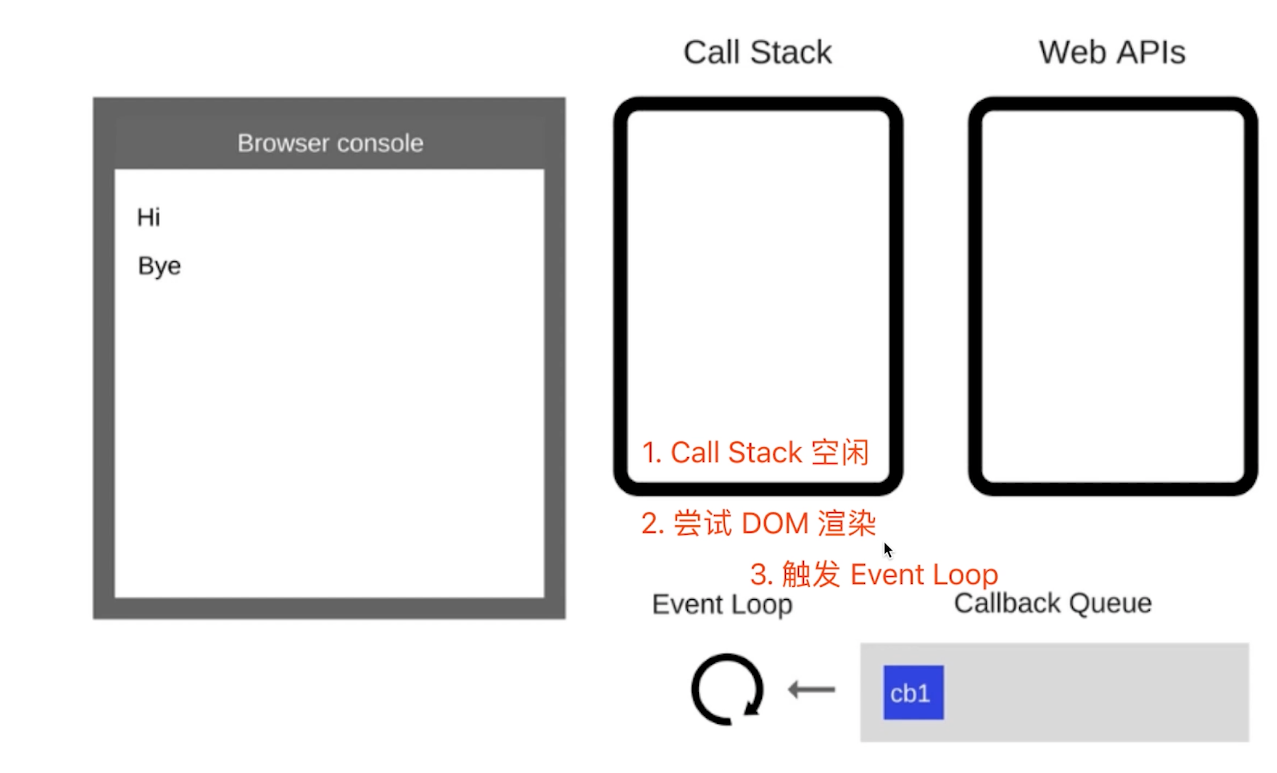 Call Stack
Web APIs
Browser console
Hi
Bye
1. Call Stack 空闲
2. 尝试 DOM 渲染
3. 触发 Event Loop
Event Loop
Callback Queue
cb1